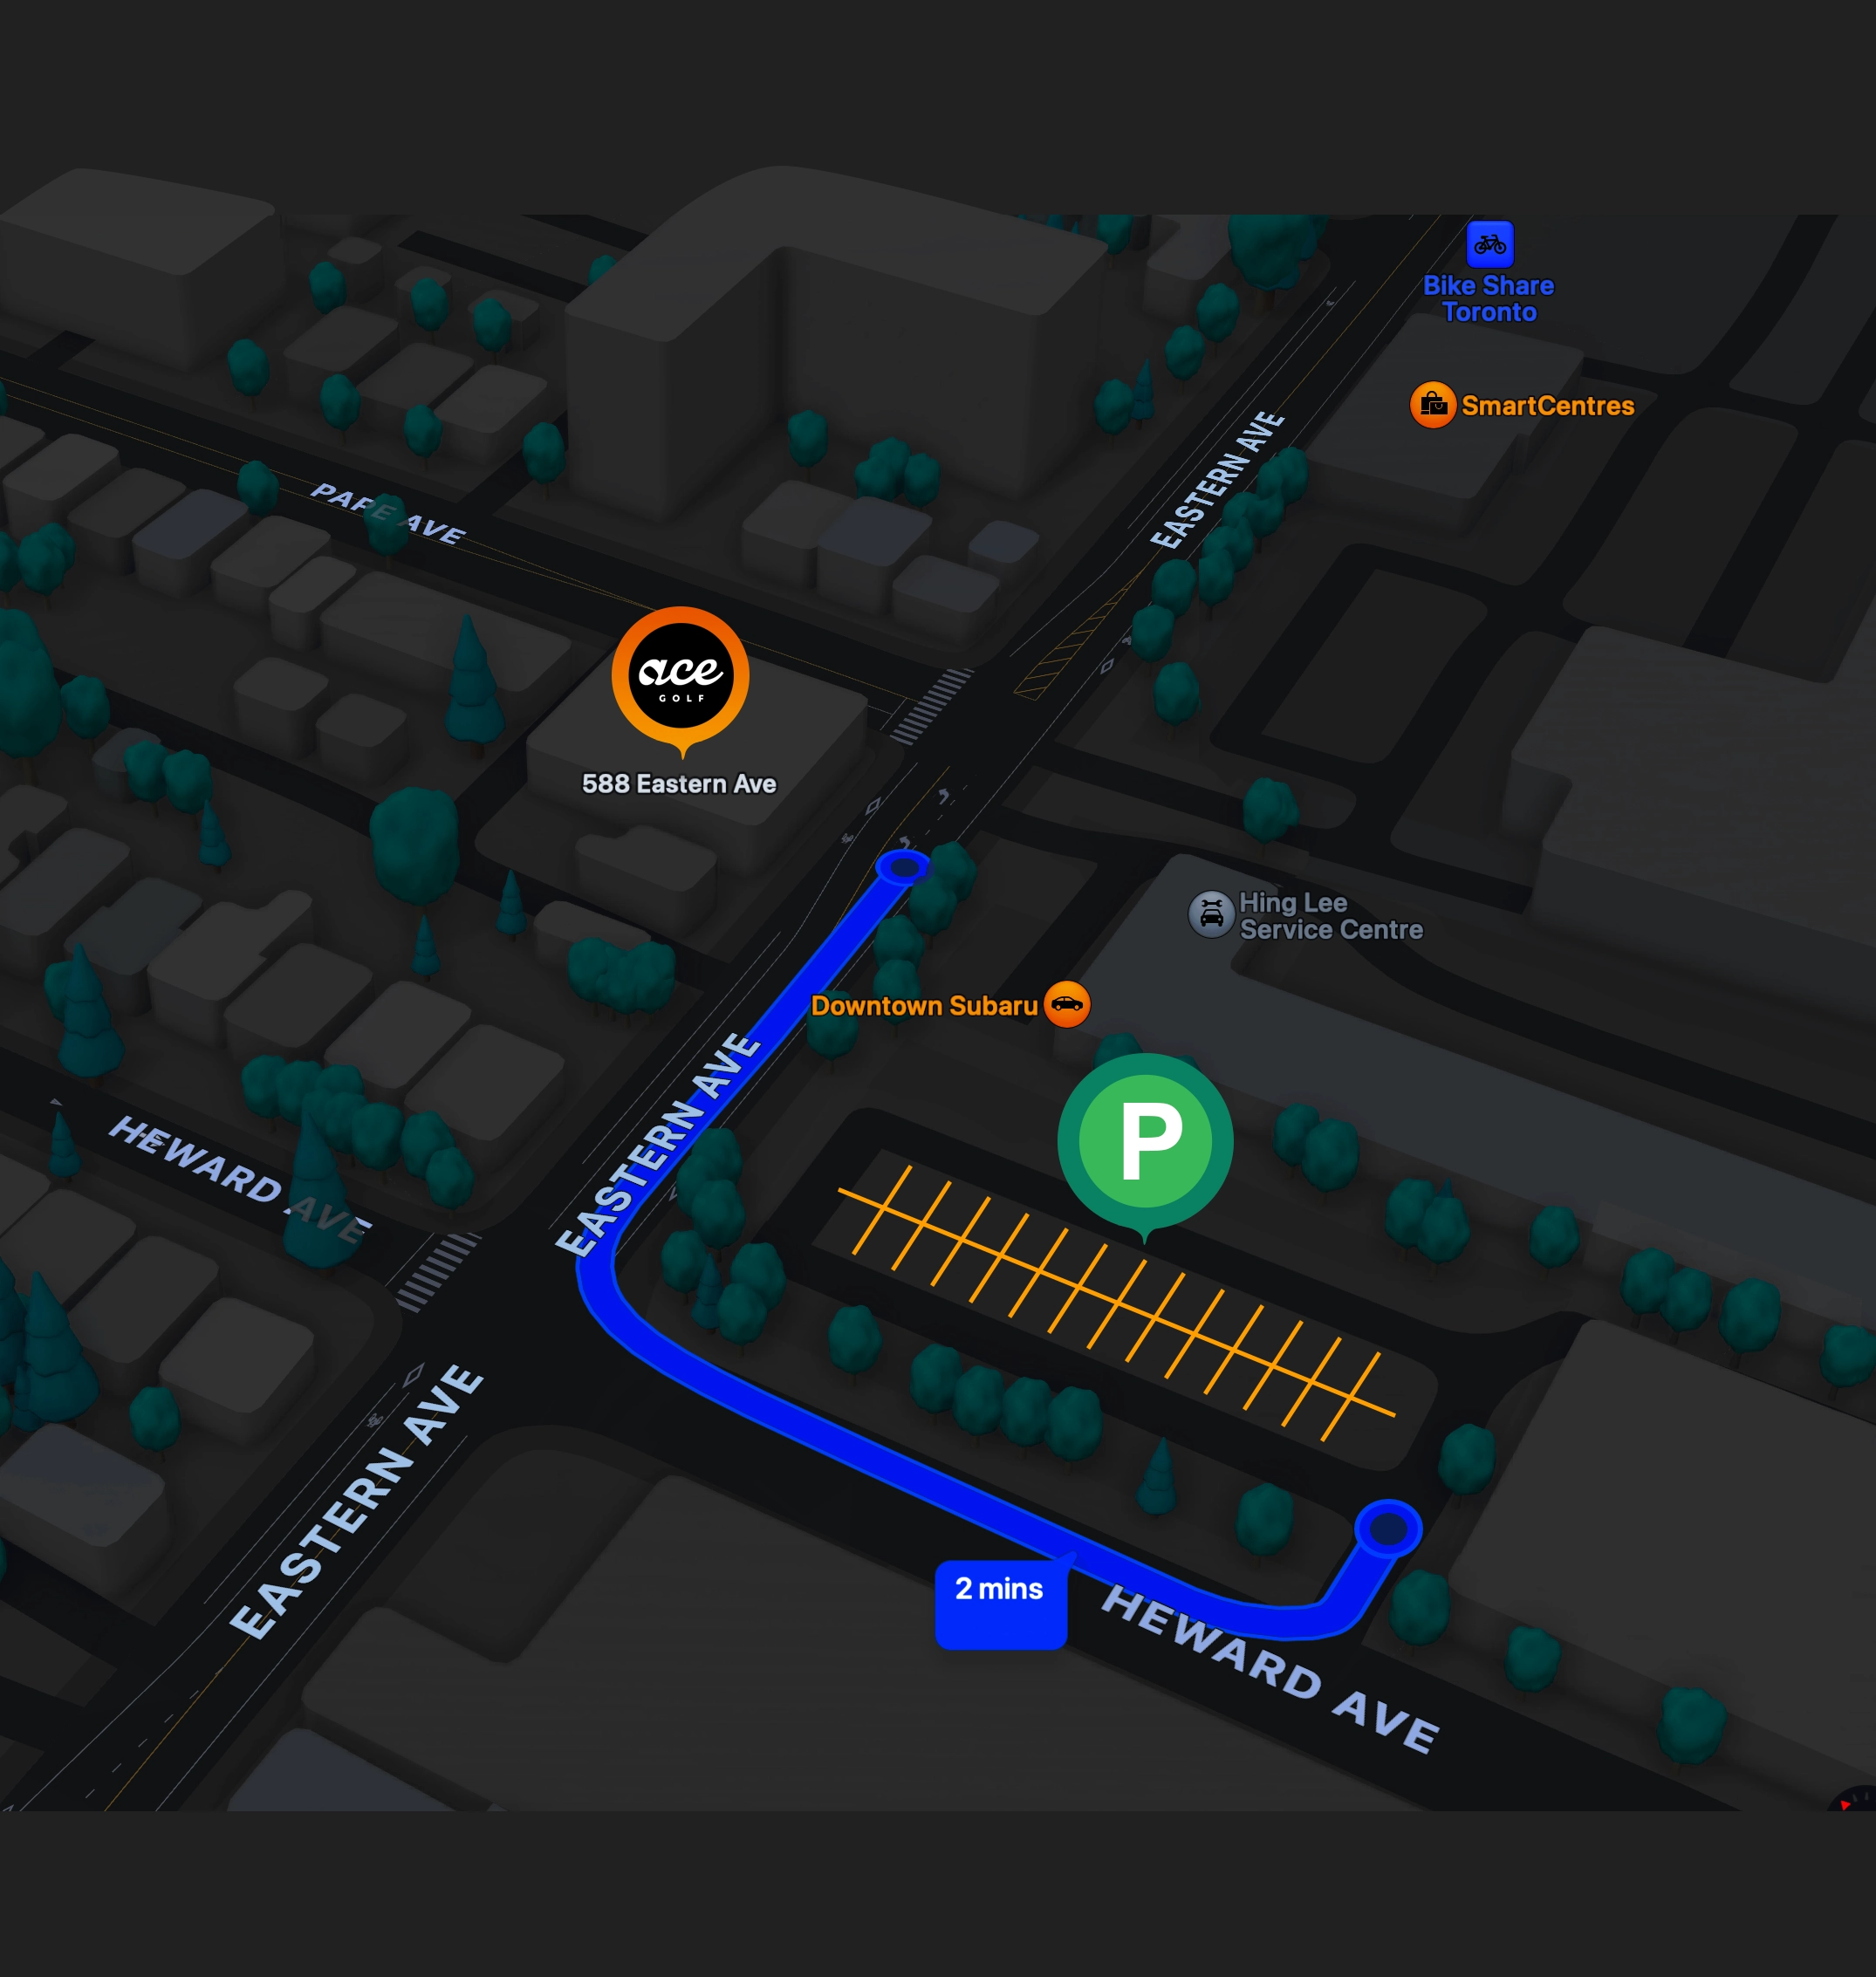 Bike Share
Toronto
SmartCentres
EASTERN AVE
PAPE AVE
ace
GOLF
588 Eastern Ave
Hing Lee
Service Centre
Downtown Subaru
EASTERN AVE
P
HEWARD AVE
EASTERN AVE
2 mins
HEWARD AVE